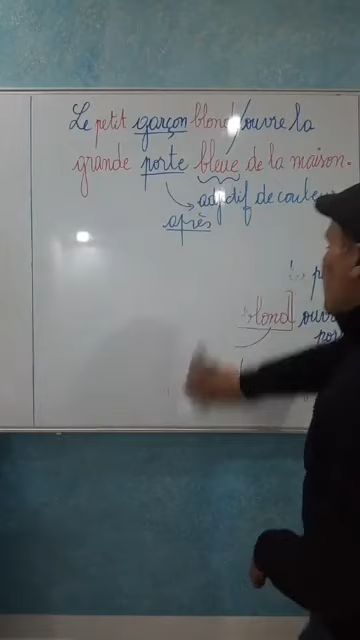 Le petit garçon blond / ouvre la
grande porte bleue de la maison.
adjectif de couleur
après
blond] ouvre